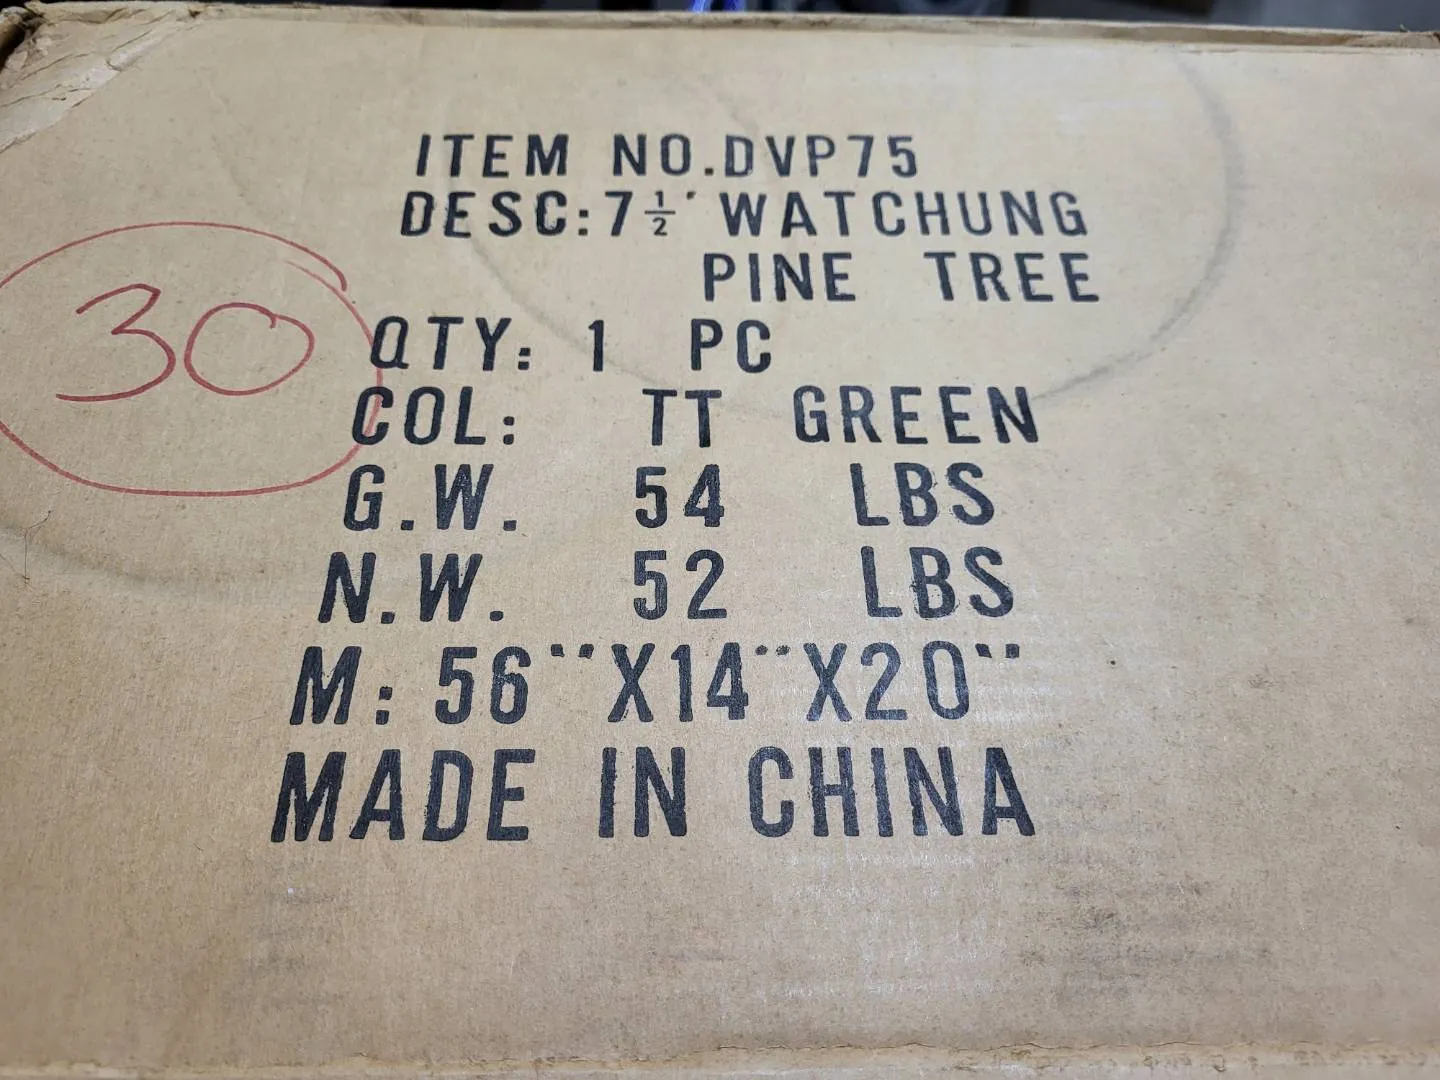 ITEM NO.DVP75
DESC:7½' WATCHUNG
PINE TREE
30
QTY: 1 PC
COL: TT GREEN
G.W. 54 LBS
N.W. 52 LBS
M: 56"X14"X20"
MADE IN CHINA